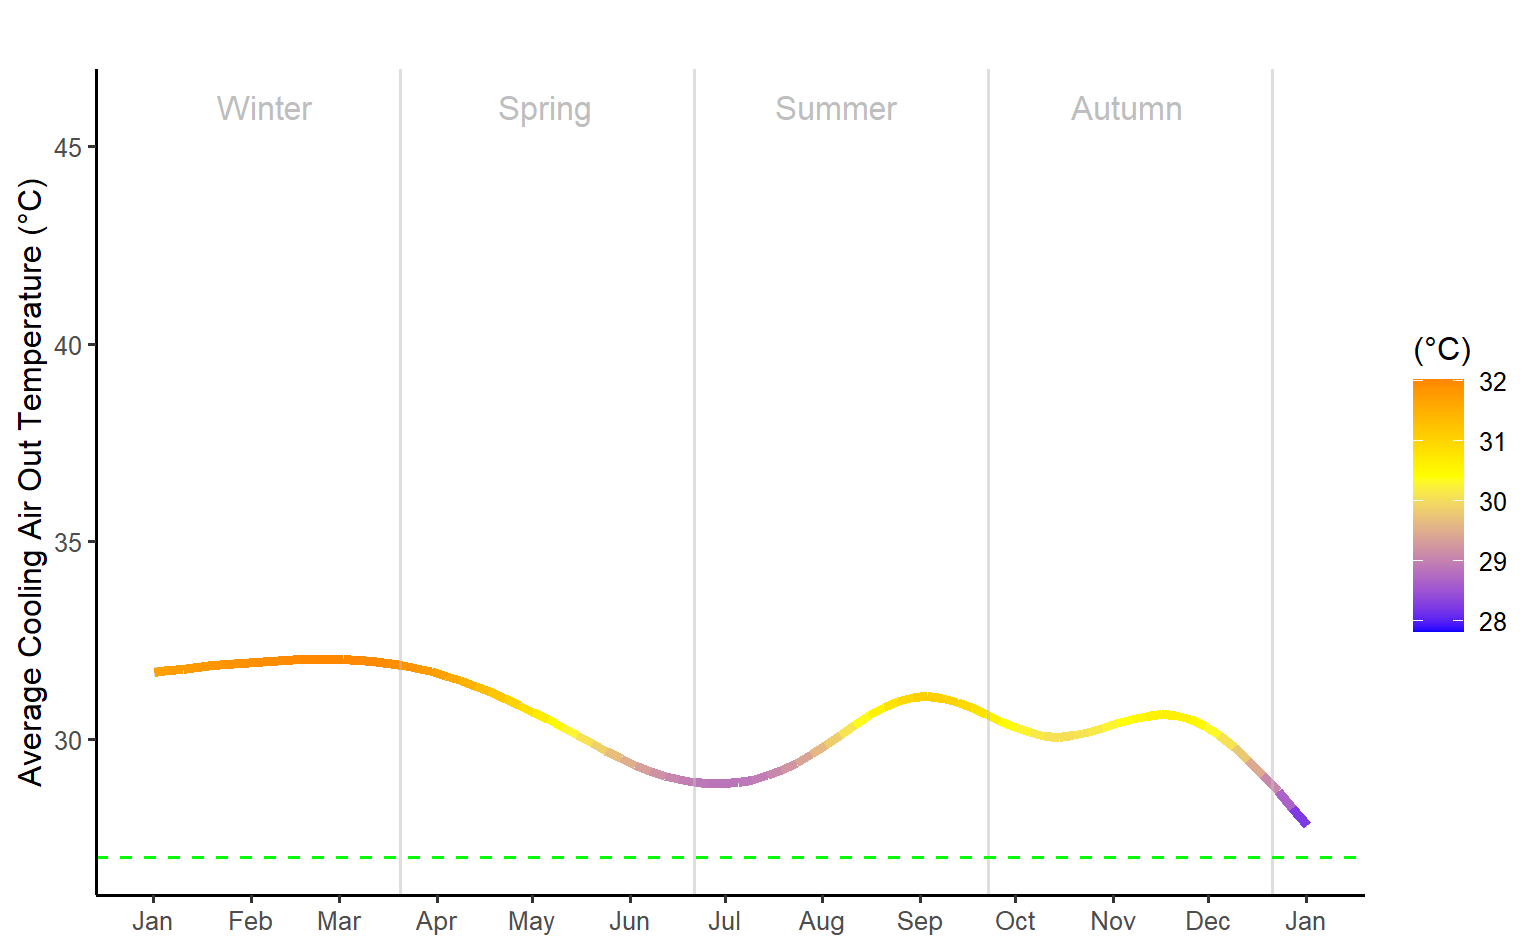 Winter
Spring
Summer
Autumn
Average Cooling Air Out Temperature (°C)
45
40
35
30
Jan
Feb
Mar
Apr
May
Jun
Jul
Aug
Sep
Oct
Nov
Dec
Jan
(°C)
32
31
30
29
28